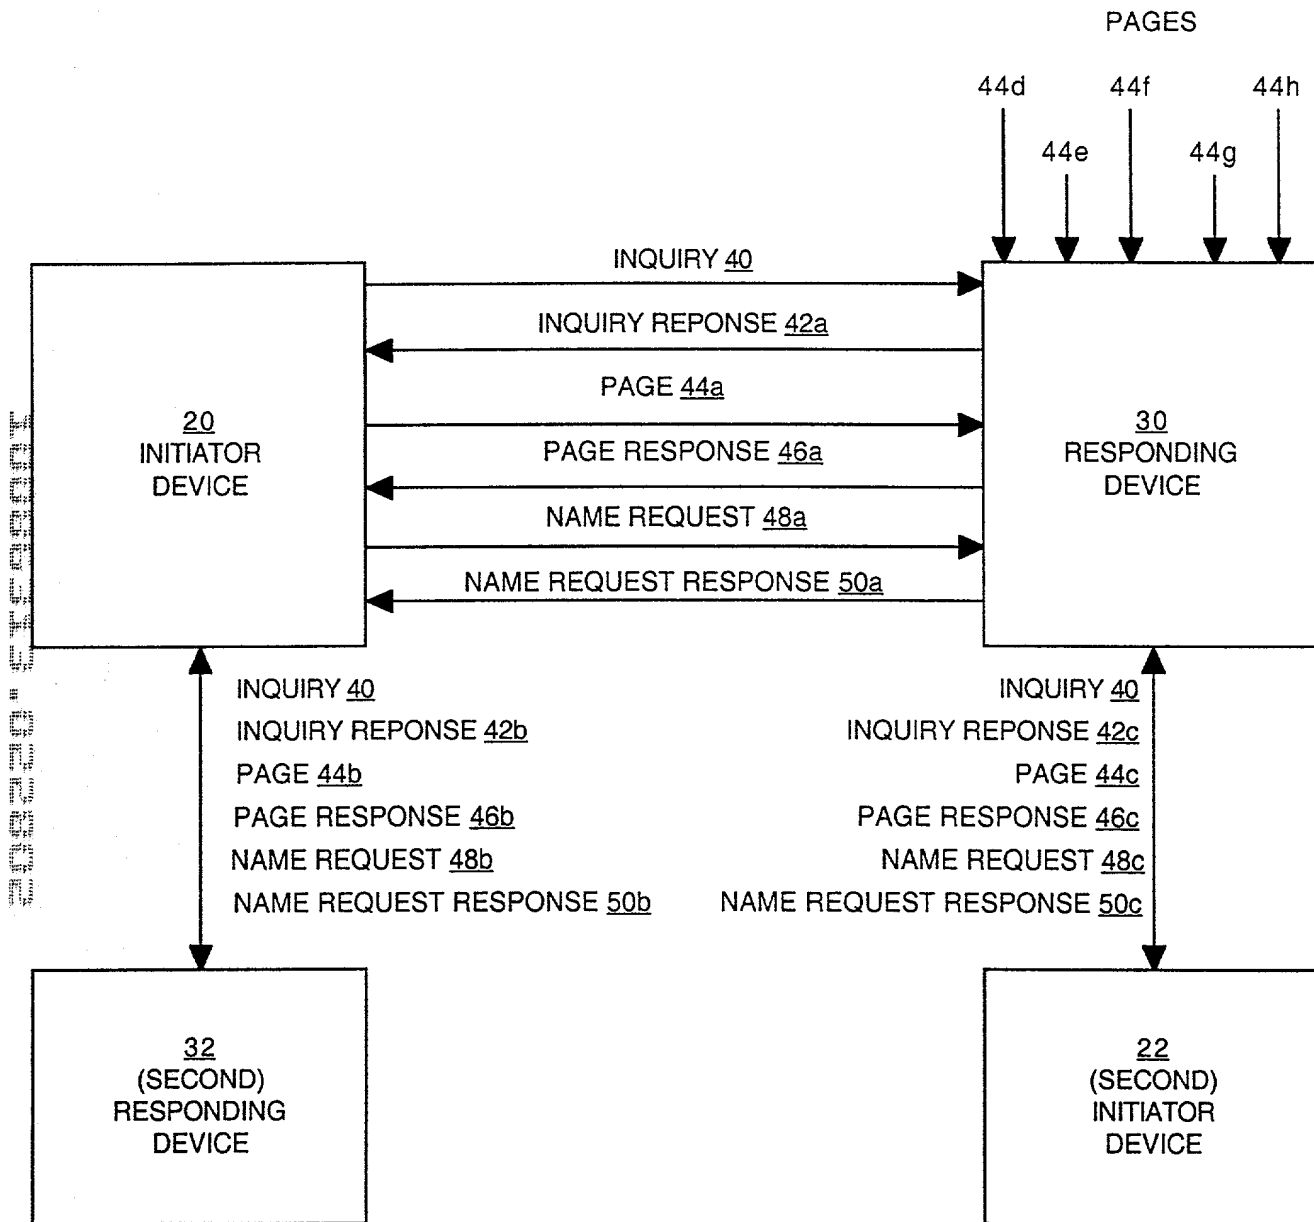 PAGES
44d 44f 44h
44e 44g
INQUIRY 40
INQUIRY REPONSE 42a
PAGE 44a
PAGE RESPONSE 46a
NAME REQUEST 48a
NAME REQUEST RESPONSE 50a
20
INITIATOR
DEVICE
30
RESPONDING
DEVICE
INQUIRY 40
INQUIRY REPONSE 42b
PAGE 44b
PAGE RESPONSE 46b
NAME REQUEST 48b
NAME REQUEST RESPONSE 50b
INQUIRY 40
INQUIRY REPONSE 42c
PAGE 44c
PAGE RESPONSE 46c
NAME REQUEST 48c
NAME REQUEST RESPONSE 50c
32
(SECOND)
RESPONDING
DEVICE
22
(SECOND)
INITIATOR
DEVICE